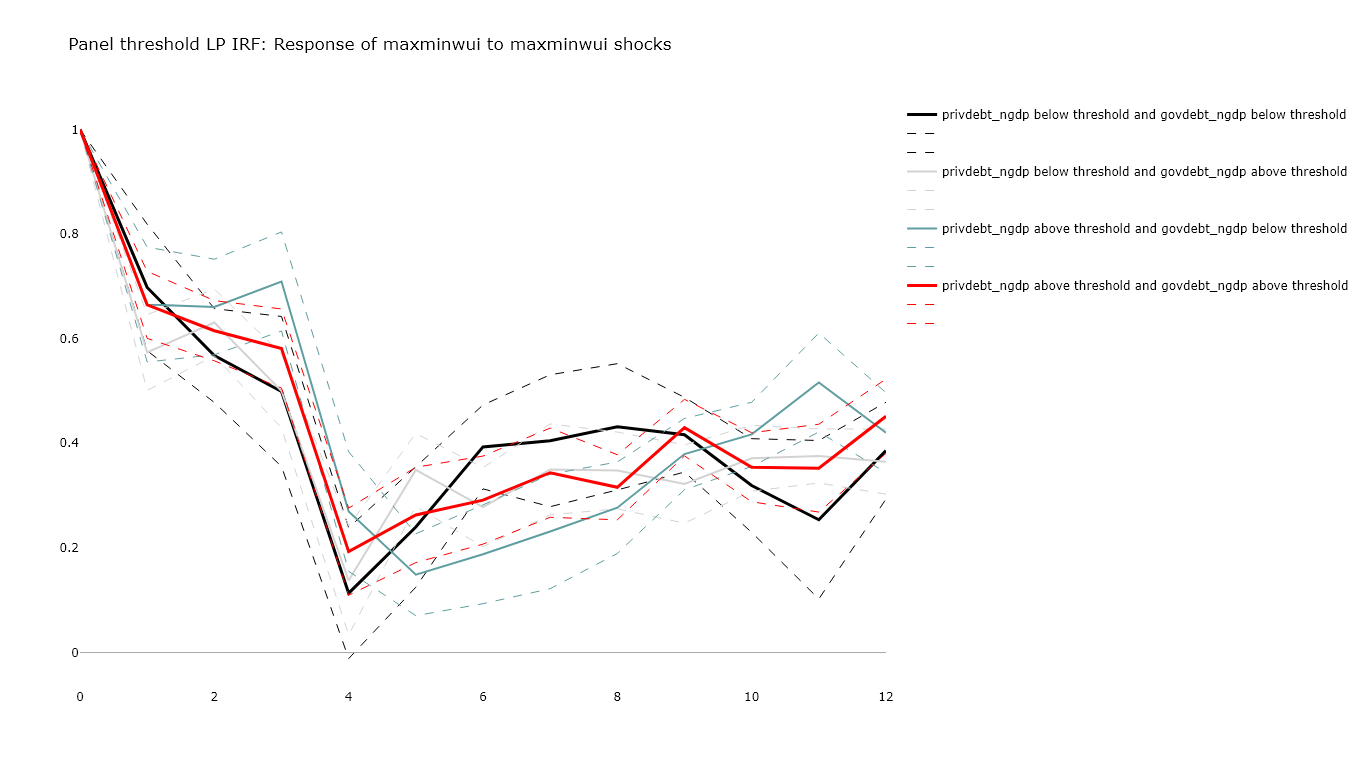 Panel threshold LP IRF: Response of maxminwui to maxminwui shocks
privdebt_ngdp below threshold and govdebt_ngdp below threshold
privdebt_ngdp below threshold and govdebt_ngdp above threshold
privdebt_ngdp above threshold and govdebt_ngdp below threshold
privdebt_ngdp above threshold and govdebt_ngdp above threshold
1
0.8
0.6
0.4
0.2
0
0 2 4 6 8 10 12